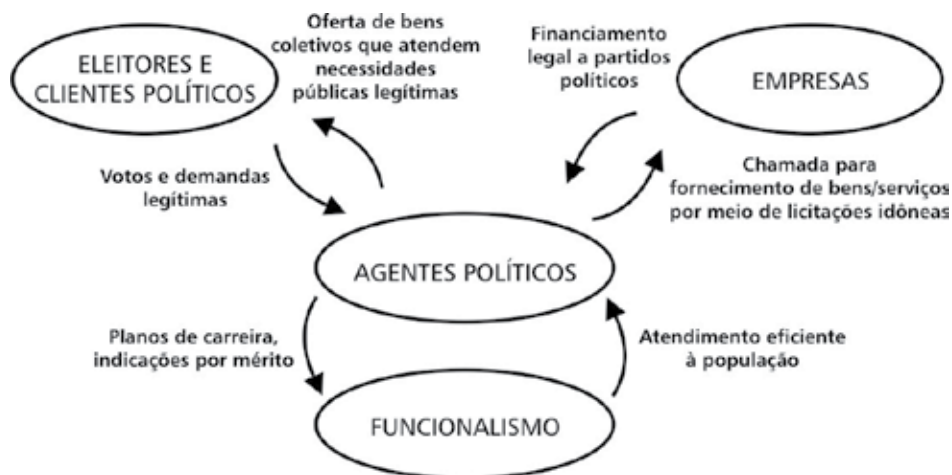 Oferta de bens
coletivos que atendem
necessidades
públicas legítimas
Financiamento
legal a partidos
políticos
ELEITORES E
CLIENTES POLÍTICOS
EMPRESAS
Votos e demandas
legítimas
Chamada para
fornecimento de bens/serviços
por meio de licitações idôneas
AGENTES POLÍTICOS
Planos de carreira,
indicações por mérito
Atendimento eficiente
à população
FUNCIONALISMO